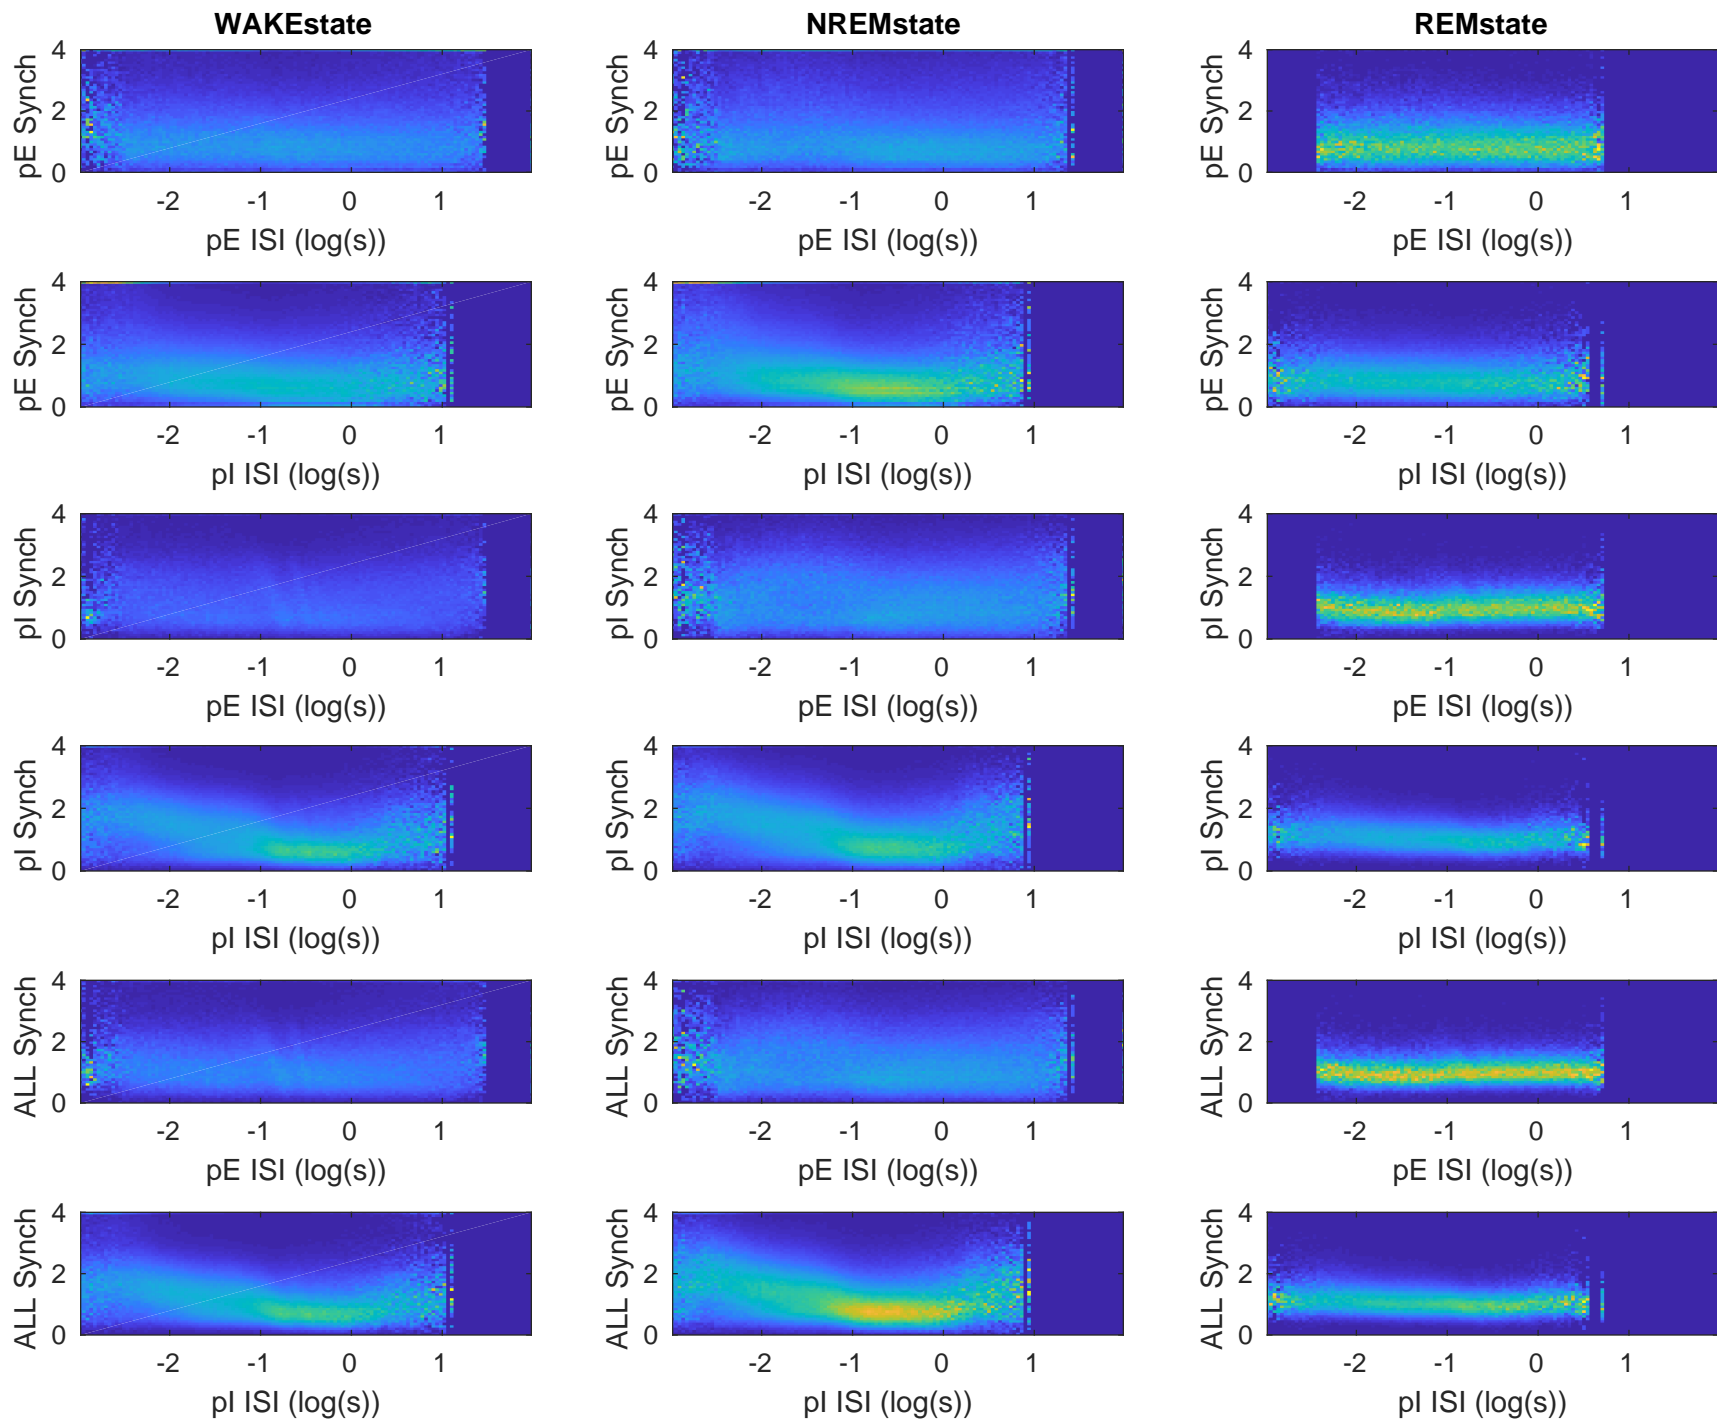 WAKEstate NREMstate REMstate
4 4 4
pE Synch pE Synch pE Synch
2 2 2
0 0 0
-2 -1 0 1 -2 -1 0 1 -2 -1 0 1
pE ISI (log(s)) pE ISI (log(s)) pE ISI (log(s))
4 4 4
pE Synch pE Synch pE Synch
2 2 2
0 0 0
-2 -1 0 1 -2 -1 0 1 -2 -1 0 1
pI ISI (log(s)) pI ISI (log(s)) pI ISI (log(s))
4 4 4
pI Synch pI Synch pI Synch
2 2 2
0 0 0
-2 -1 0 1 -2 -1 0 1 -2 -1 0 1
pE ISI (log(s)) pE ISI (log(s)) pE ISI (log(s))
4 4 4
pI Synch pI Synch pI Synch
2 2 2
0 0 0
-2 -1 0 1 -2 -1 0 1 -2 -1 0 1
pI ISI (log(s)) pI ISI (log(s)) pI ISI (log(s))
4 4 4
ALL Synch ALL Synch ALL Synch
2 2 2
0 0 0
-2 -1 0 1 -2 -1 0 1 -2 -1 0 1
pE ISI (log(s)) pE ISI (log(s)) pE ISI (log(s))
4 4 4
ALL Synch ALL Synch ALL Synch
2 2 2
0 0 0
-2 -1 0 1 -2 -1 0 1 -2 -1 0 1
pI ISI (log(s)) pI ISI (log(s)) pI ISI (log(s))